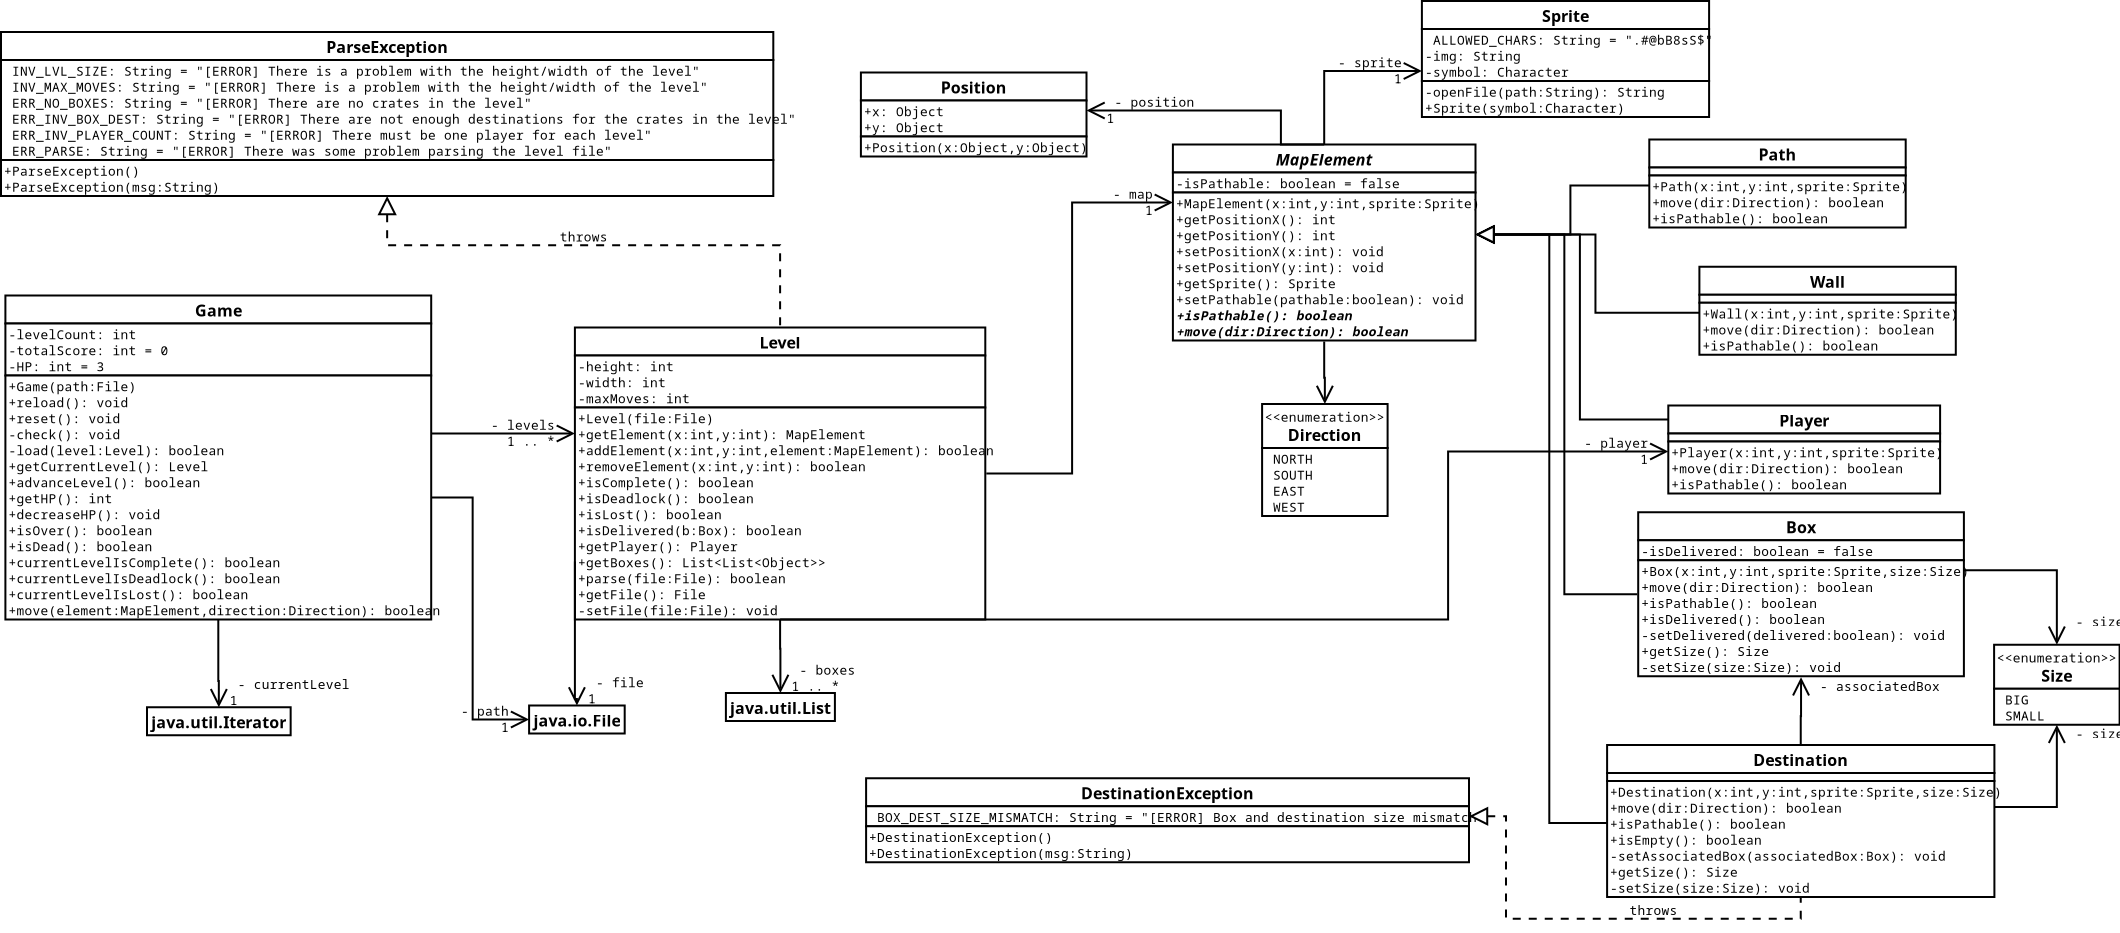 ParseException
INV_LVL_SIZE: String = "[ERROR] There is a problem with the height/width of the level"
INV_MAX_MOVES: String = "[ERROR] There is a problem with the height/width of the level"
ERR_NO_BOXES: String = "[ERROR] There are no crates in the level"
ERR_INV_BOX_DEST: String = "[ERROR] There are not enough destinations for the crates in the level"
ERR_INV_PLAYER_COUNT: String = "[ERROR] There must be one player for each level"
ERR_PARSE: String = "[ERROR] There was some problem parsing the level file"
+ParseException()
+ParseException(msg:String)
throws
Position
+x: Object
+y: Object
+Position(x:Object,y:Object)
- position
1
Sprite
ALLOWED_CHARS: String = ".#@bB8sS$"
-img: String
-symbol: Character
-openFile(path:String): String
+Sprite(symbol:Character)
- sprite
1
MapElement
-isPathable: boolean = false
+MapElement(x:int,y:int,sprite:Sprite)
+getPositionX(): int
+getPositionY(): int
+setPositionX(x:int): void
+setPositionY(y:int): void
+getSprite(): Sprite
+setPathable(pathable:boolean): void
+isPathable(): boolean
+move(dir:Direction): boolean
- map
1
Path
+Path(x:int,y:int,sprite:Sprite)
+move(dir:Direction): boolean
+isPathable(): boolean
Wall
+Wall(x:int,y:int,sprite:Sprite)
+move(dir:Direction): boolean
+isPathable(): boolean
Game
-levelCount: int
-totalScore: int = 0
-HP: int = 3
+Game(path:File)
+reload(): void
+reset(): void
-check(): void
-load(level:Level): boolean
+getCurrentLevel(): Level
+advanceLevel(): boolean
+getHP(): int
+decreaseHP(): void
+isOver(): boolean
+isDead(): boolean
+currentLevelIsComplete(): boolean
+currentLevelIsDeadlock(): boolean
+currentLevelIsLost(): boolean
+move(element:MapElement,direction:Direction): boolean
- levels
1 .. *
Level
-height: int
-width: int
-maxMoves: int
+Level(file:File)
+getElement(x:int,y:int): MapElement
+addElement(x:int,y:int,element:MapElement): boolean
+removeElement(x:int,y:int): boolean
+isComplete(): boolean
+isDeadlock(): boolean
+isLost(): boolean
+isDelivered(b:Box): boolean
+getPlayer(): Player
+getBoxes(): List<List<Object>>
+parse(file:File): boolean
+getFile(): File
-setFile(file:File): void
<<enumeration>>
Direction
NORTH
SOUTH
EAST
WEST
- player
1
Player
+Player(x:int,y:int,sprite:Sprite)
+move(dir:Direction): boolean
+isPathable(): boolean
Box
-isDelivered: boolean = false
+Box(x:int,y:int,sprite:Sprite,size:Size)
+move(dir:Direction): boolean
+isPathable(): boolean
+isDelivered(): boolean
-setDelivered(delivered:boolean): void
+getSize(): Size
-setSize(size:Size): void
- size
<<enumeration>>
Size
BIG
SMALL
- size
- associatedBox
- currentLevel
1
java.util.Iterator
- path
1
- file
1
java.io.File
- boxes
1 .. *
java.util.List
Destination
+Destination(x:int,y:int,sprite:Sprite,size:Size)
+move(dir:Direction): boolean
+isPathable(): boolean
+isEmpty(): boolean
-setAssociatedBox(associatedBox:Box): void
+getSize(): Size
-setSize(size:Size): void
DestinationException
BOX_DEST_SIZE_MISMATCH: String = "[ERROR] Box and destination size mismatch
+DestinationException()
+DestinationException(msg:String)
throws